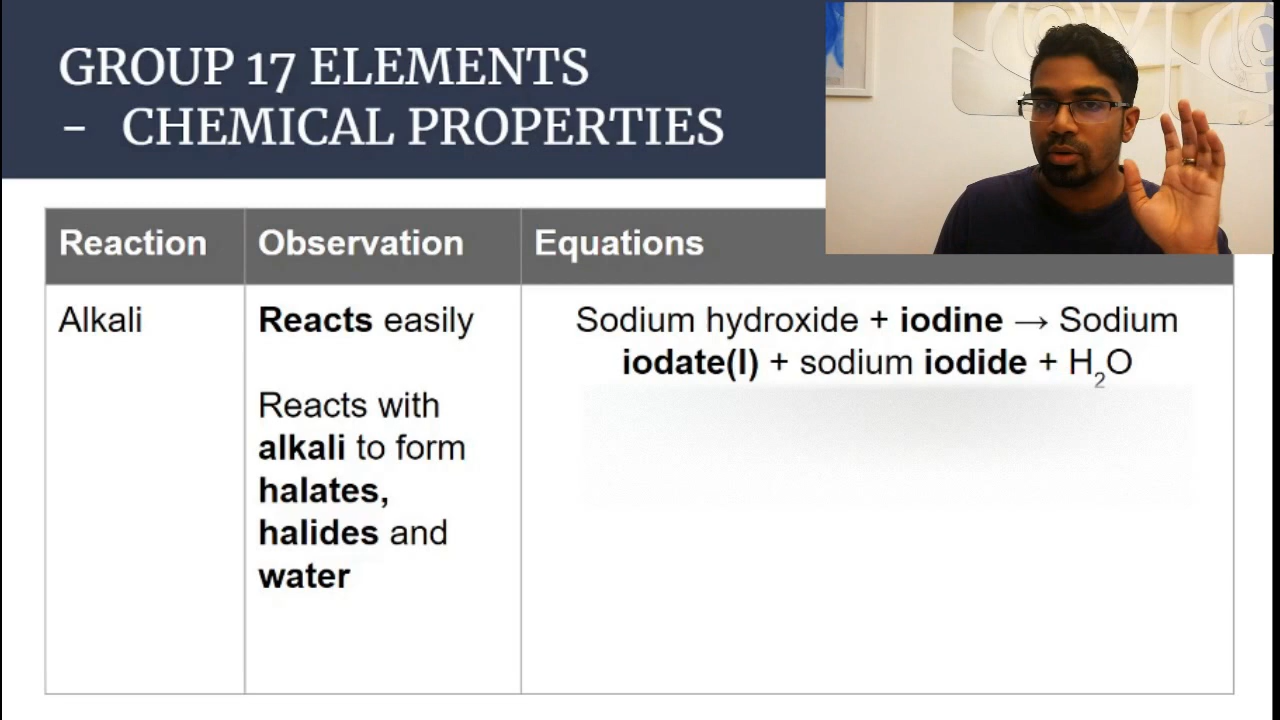 GROUP 17 ELEMENTS
- CHEMICAL PROPERTIES
Reaction
Observation
Equations
Alkali
Reacts easily
Reacts with
alkali to form
halates,
halides and
water
Sodium hydroxide + iodine → Sodium
iodate(I) + sodium iodide + H₂O